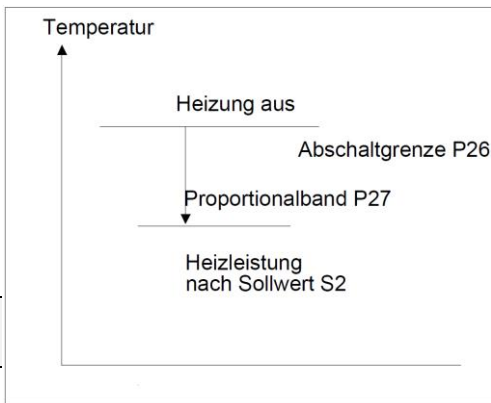 Temperatur
Heizung aus
Abschaltgrenze P26
Proportionalband P27
Heizleistung
nach Sollwert S2